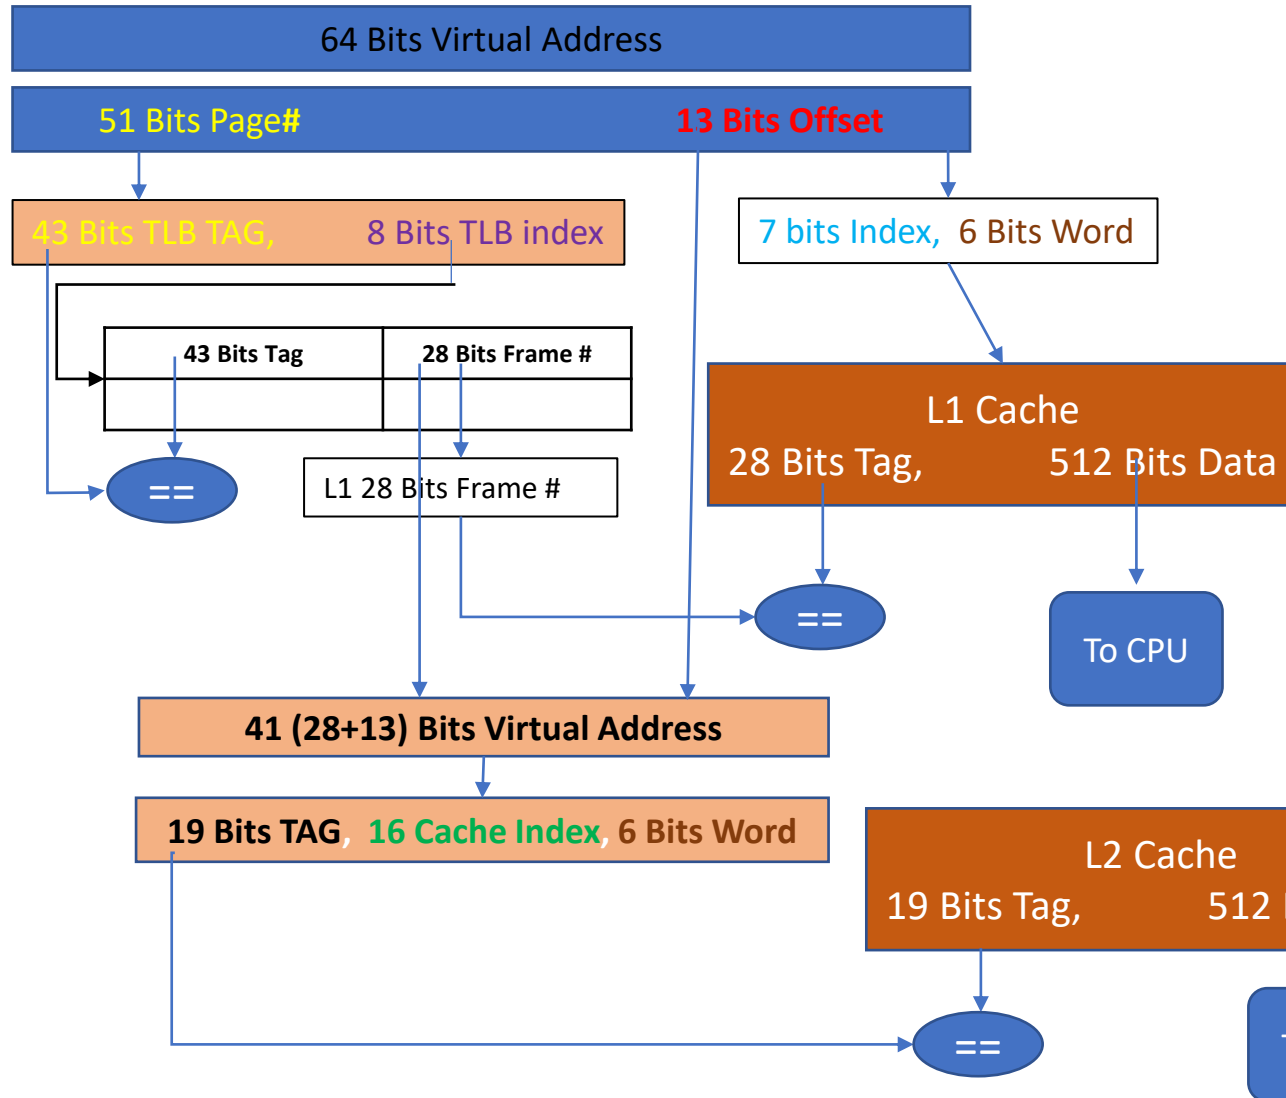 64 Bits Virtual Address
51 Bits Page# 13 Bits Offset
43 Bits TLB TAG, 8 Bits TLB index
7 bits Index, 6 Bits Word
43 Bits Tag 28 Bits Frame #
L1 Cache
28 Bits Tag, 512 Bits Data
==
L1 28 Bits Frame #
==
To CPU
41 (28+13) Bits Virtual Address
19 Bits TAG, 16 Cache Index, 6 Bits Word
L2 Cache
19 Bits Tag, 512
==